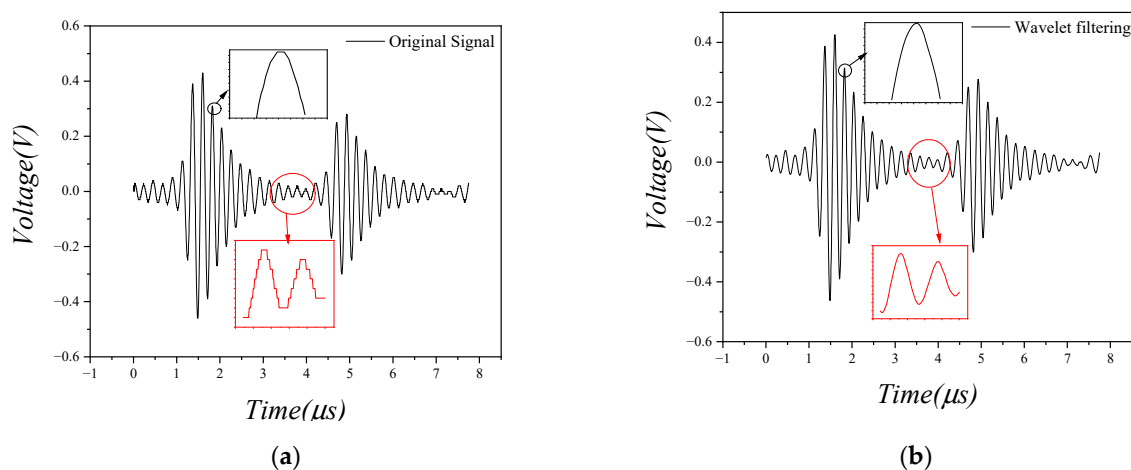 0.6
0.4
0.2
0.0
−0.2
−0.4
−0.6
−1 0 1 2 3 4 5 6 7 8
Voltage(V)
Time(μs)
Original Signal
(a)
0.4
0.2
0.0
−0.2
−0.4
−0.6
−1 0 1 2 3 4 5 6 7 8
Voltage(V)
Time(μs)
Wavelet filtering
(b)